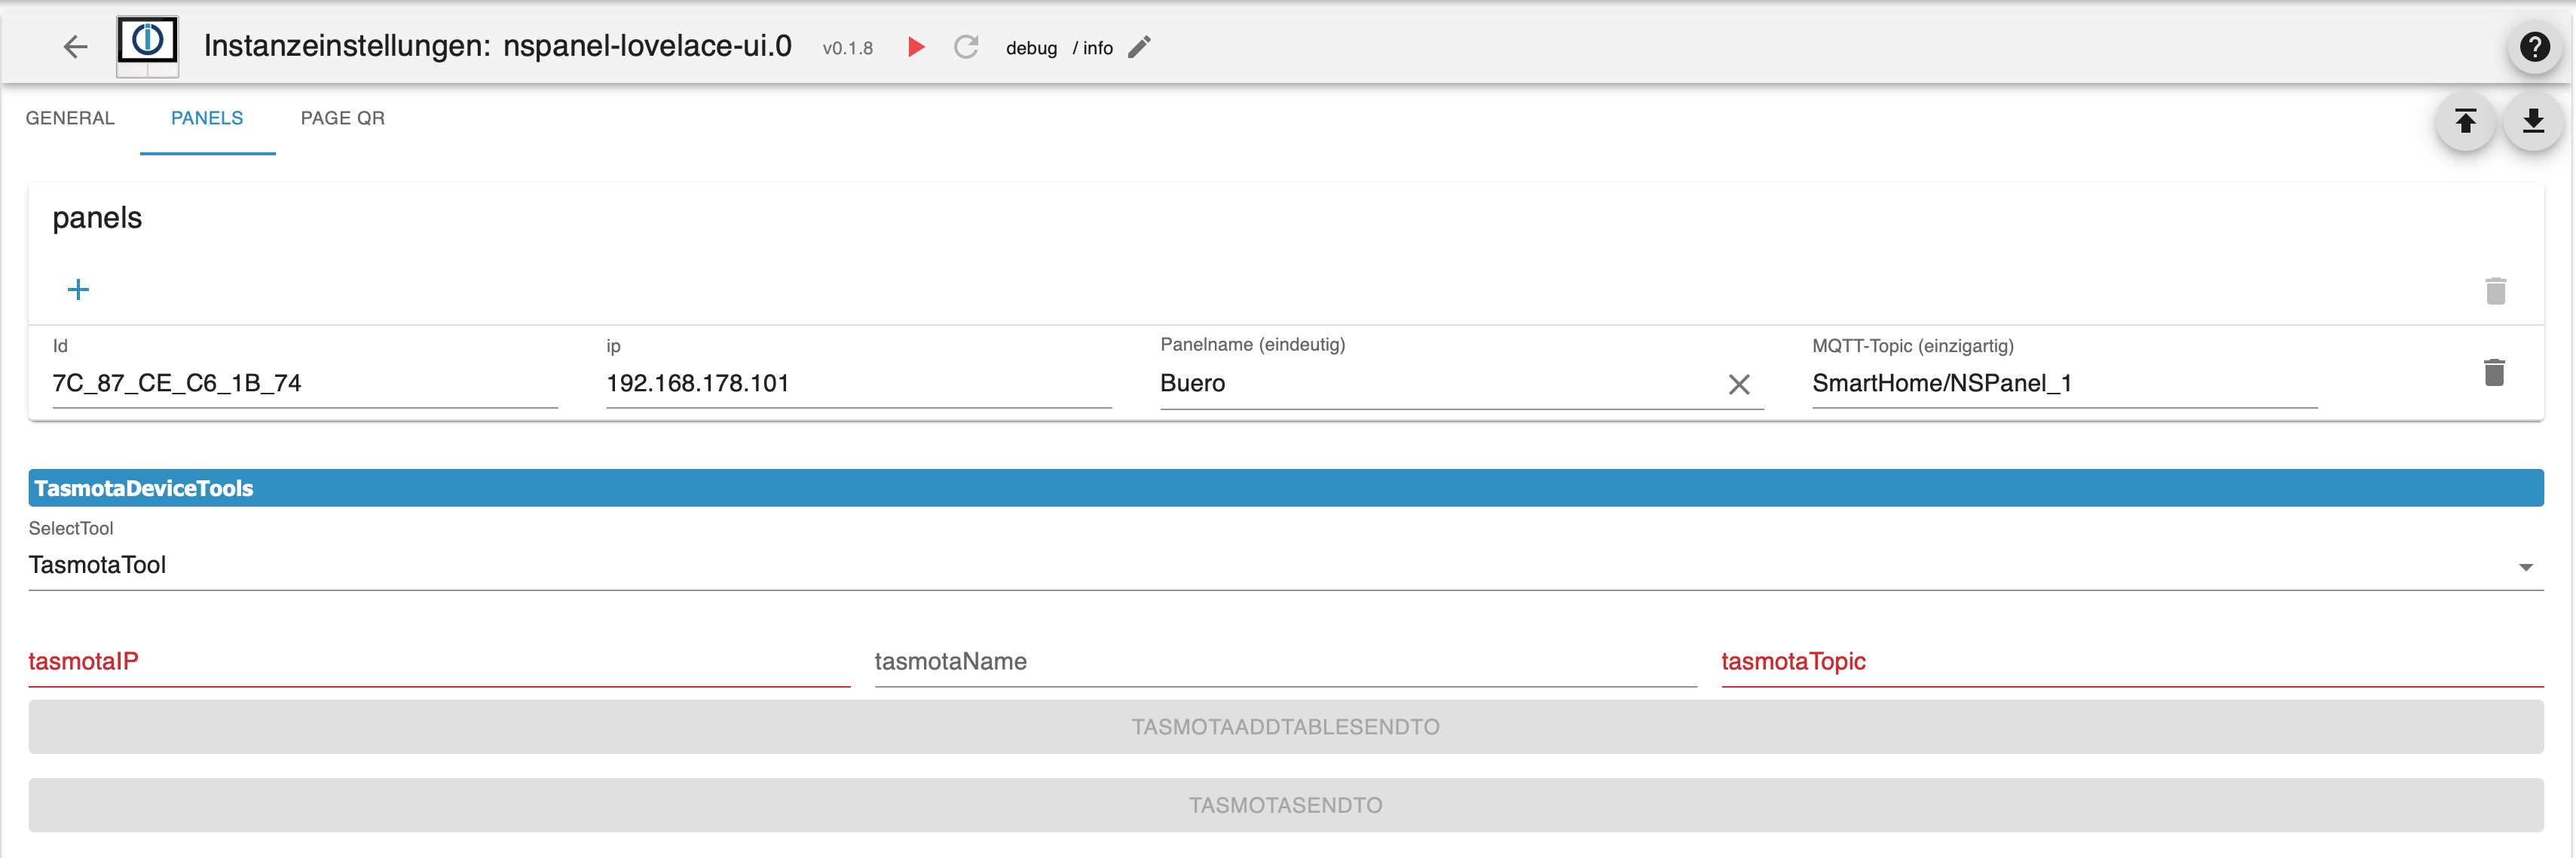 Instanzeinstellungen: nspanel-lovelace-ui.0 v0.1.8 debug / info
GENERAL PANELS PAGE QR
panels
Id ip Panelname (eindeutig) MQTT-Topic (einzigartig)
7C_87_CE_C6_1B_74 192.168.178.101 Buero SmartHome/NSPanel_1
TasmotaDeviceTools
SelectTool
TasmotaTool
tasmotaIP tasmotaName tasmotaTopic
TASMOTAADDTABLESENDTO
TASMOTASENDTO